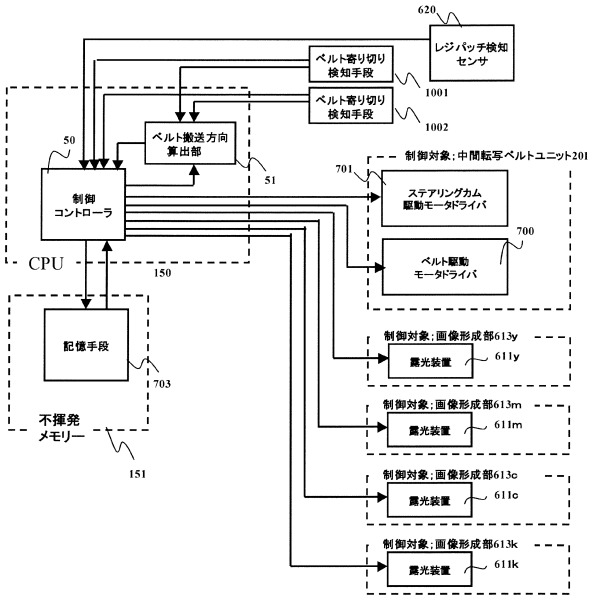 620
レジパッチ検知
センサ
ベルト寄り切り
検知手段
1001
ベルト寄り切り
検知手段
1002
50
ベルト搬送方向
算出部
51
制御
コントローラ
CPU
150
制御対象;中間転写ベルトユニット201
701
ステアリングカム
駆動モータドライバ
700
ベルト駆動
モータドライバ
記憶手段
703
不揮発
メモリー
151
制御対象;画像形成部613y
露光装置
611y
制御対象;画像形成部613m
露光装置
611m
制御対象;画像形成部613c
露光装置
611c
制御対象;画像形成部613k
露光装置
611k